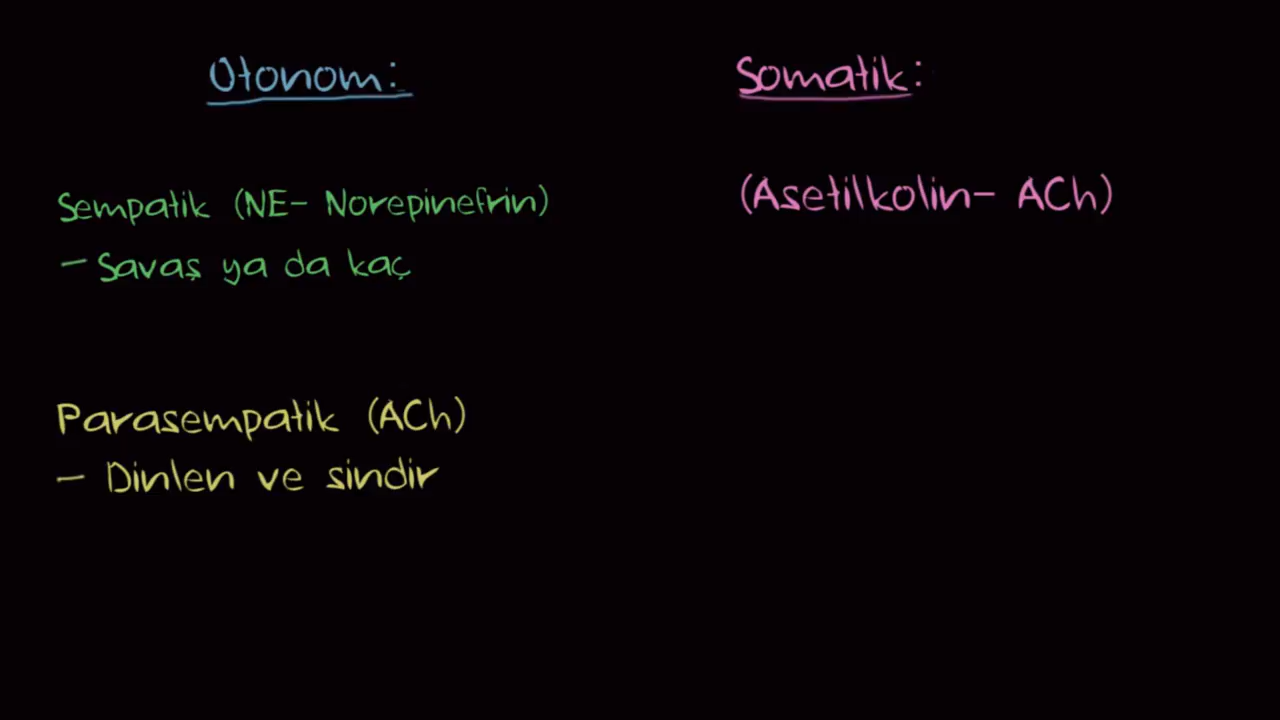 Otonom:
Sempatik (NE- Norepinefrin)
- Savaş ya da kaç
Parasempatik (ACh)
- Dinlen ve sindir
Somatik:
(Asetilkolin- ACh)